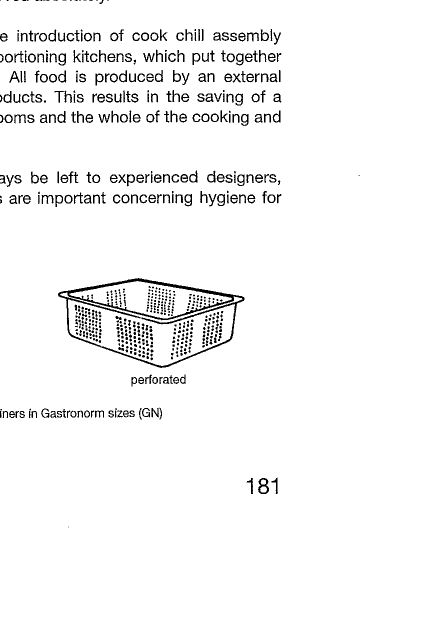 e introduction of cook chill assembly
ortioning kitchens, which put together
All food is produced by an external
ducts. This results in the saving of a
ooms and the whole of the cooking and
ays be left to experienced designers,
s are important concerning hygiene for
perforated
iners in Gastronorm sizes (GN)
181